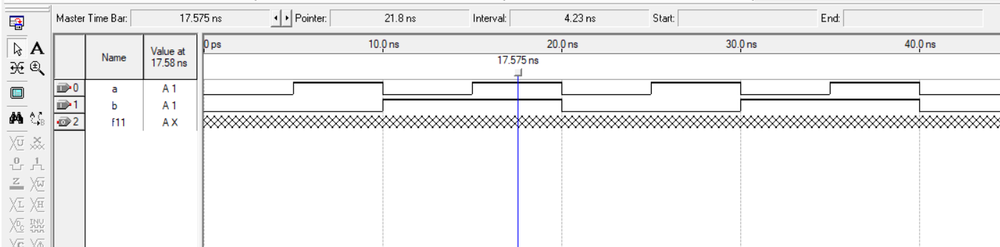 Master Time Bar: 17.575 ns Pointer: 21.8 ns Interval: 4.23 ns Start: End:
A
Name Value at 17.58 ns
0 ps 10.0 ns 20.0 ns 30.0 ns 40.0 ns
17.575 ns
0 a A 1
1 b A 1
2 f11 A X